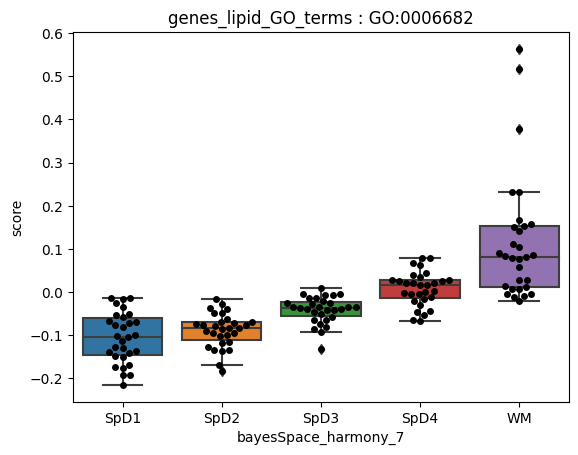 genes_lipid_GO_terms : GO:0006682
0.6
0.5
0.4
0.3
0.2
0.1
0.0
−0.1
−0.2
score
SpD1 SpD2 SpD3 SpD4 WM
bayesSpace_harmony_7